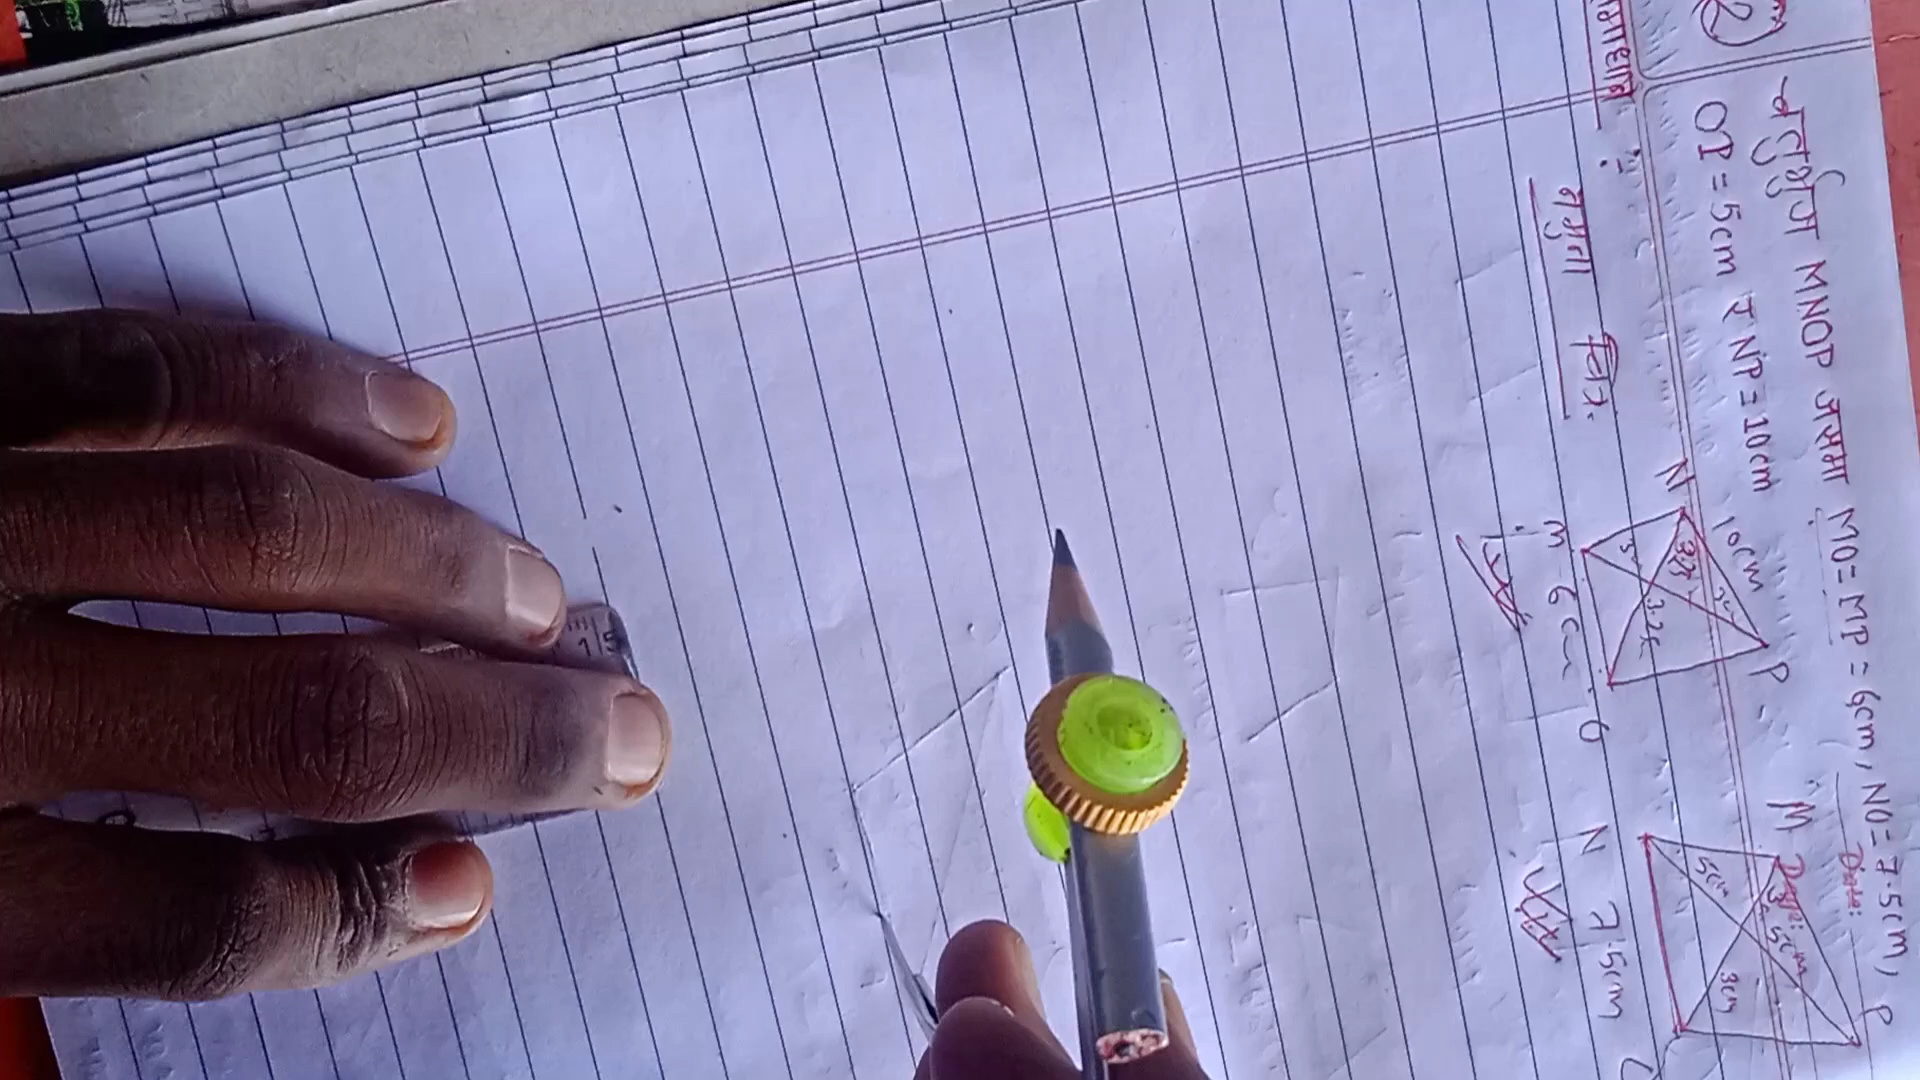 2
चतुर्भुज MNOP जसमा MO = MP = 6cm, NO = 7.5cm,
OP = 5cm र NP = 10cm
Date:
Page:
नमुना चित्र
N 10cm P
M 6cm O
M P
5cm
3cm
N 7.5cm